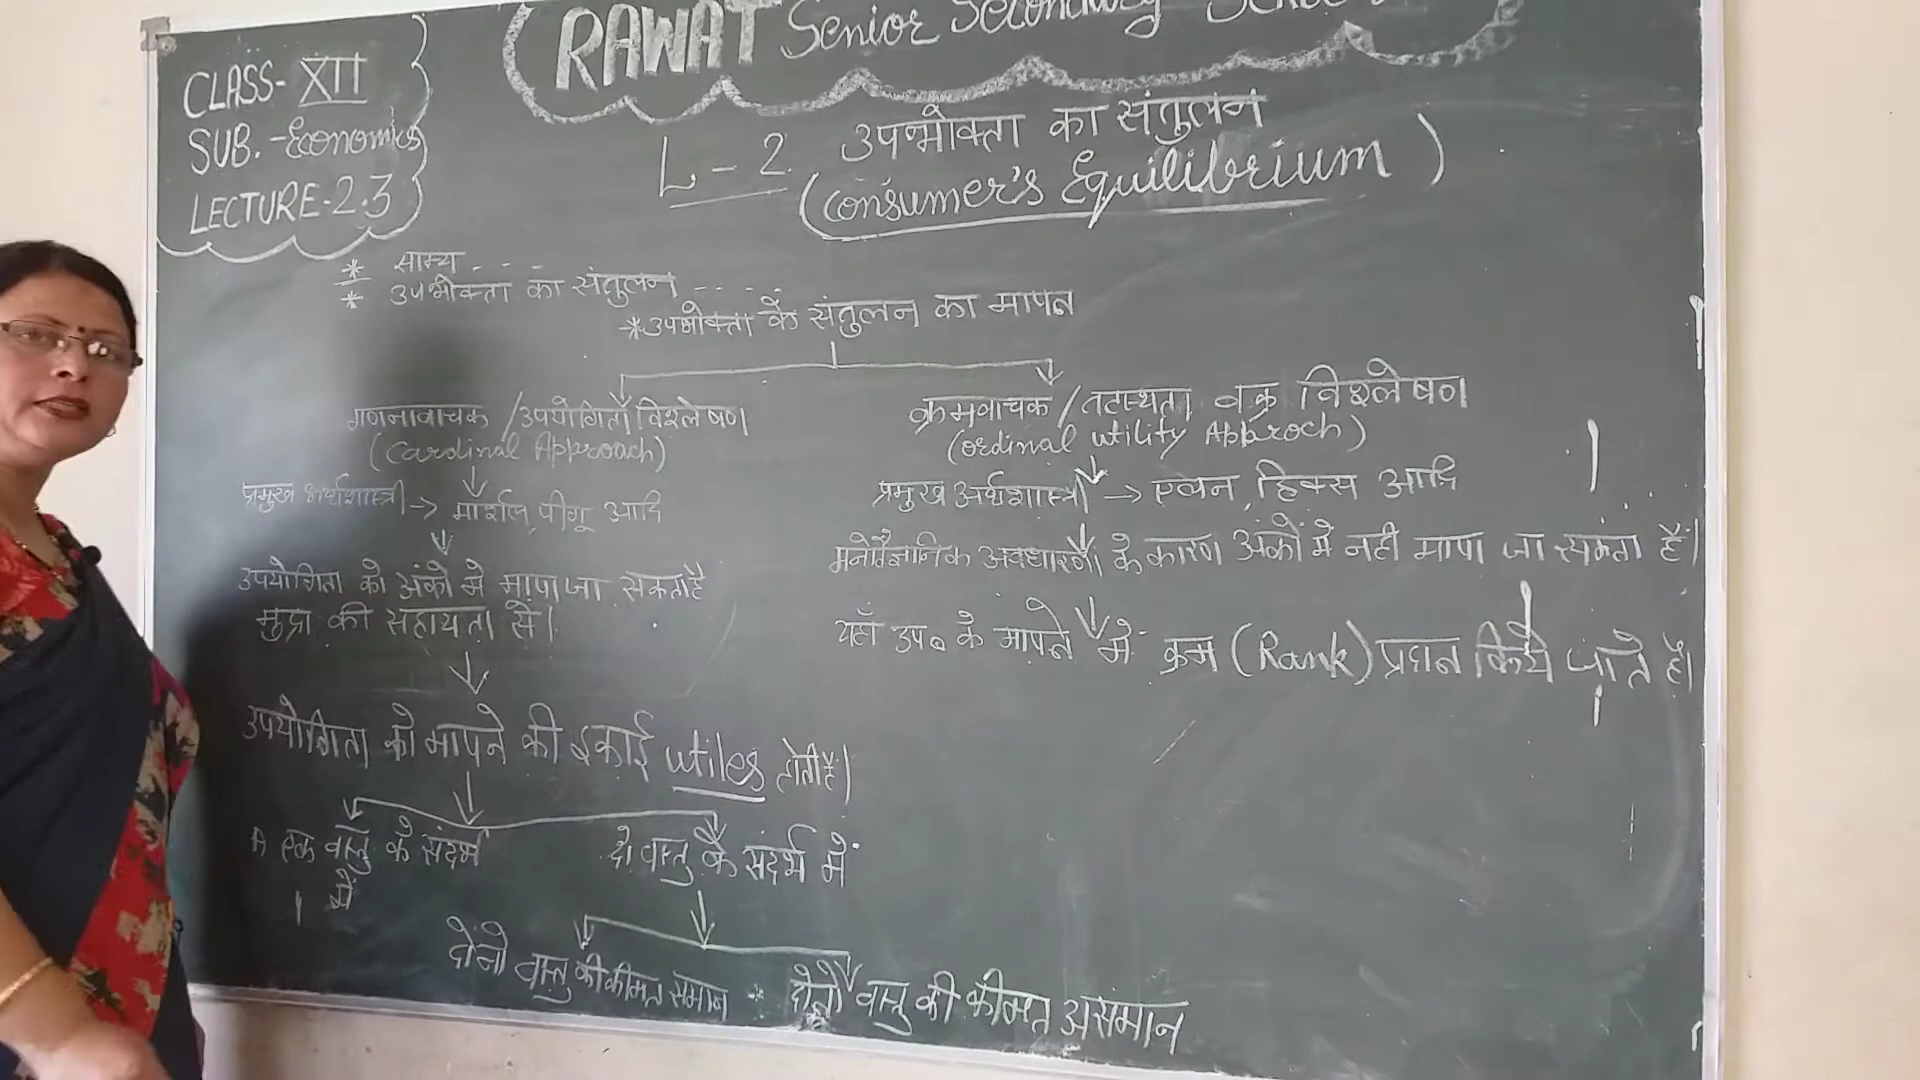 RAWAT Senior Secondary School
CLASS- XII
SUB.-Economics
LECTURE-2.3
L-2 उपभोक्ता का संतुलन
(Consumer's Equilibrium)
* साम्य ----
* उपभोक्ता का संतुलन ----
*उपभोक्ता के संतुलन का मापन
गणनावाचक /उपयोगिता विश्लेषण
(Cardinal Approach)
प्रमुख अर्थशास्त्री → मार्शल, पीगू आदि
उपयोगिता को अंको मे मापा जा सकता है
मुद्रा की सहायता से।
उपयोगिता को मापने की इकाई utiles होती है।
एक वस्तु के संदर्भ
में
दो वस्तु के संदर्भ में
दोनो वस्तु की कीमत समान
दोनो वस्तु की कीमत असमान
क्रमवाचक /तटस्थता वक्र विश्लेषण
(ordinal utility Approch)
प्रमुख अर्थशास्त्री → एलन, हिक्स आदि
मनोवैज्ञानिक अवधारणा के कारण अंकों में नही मापा जा सकता है।
यहाँ उप० के मापने में क्रम (Rank) प्रदान किये जाते है।